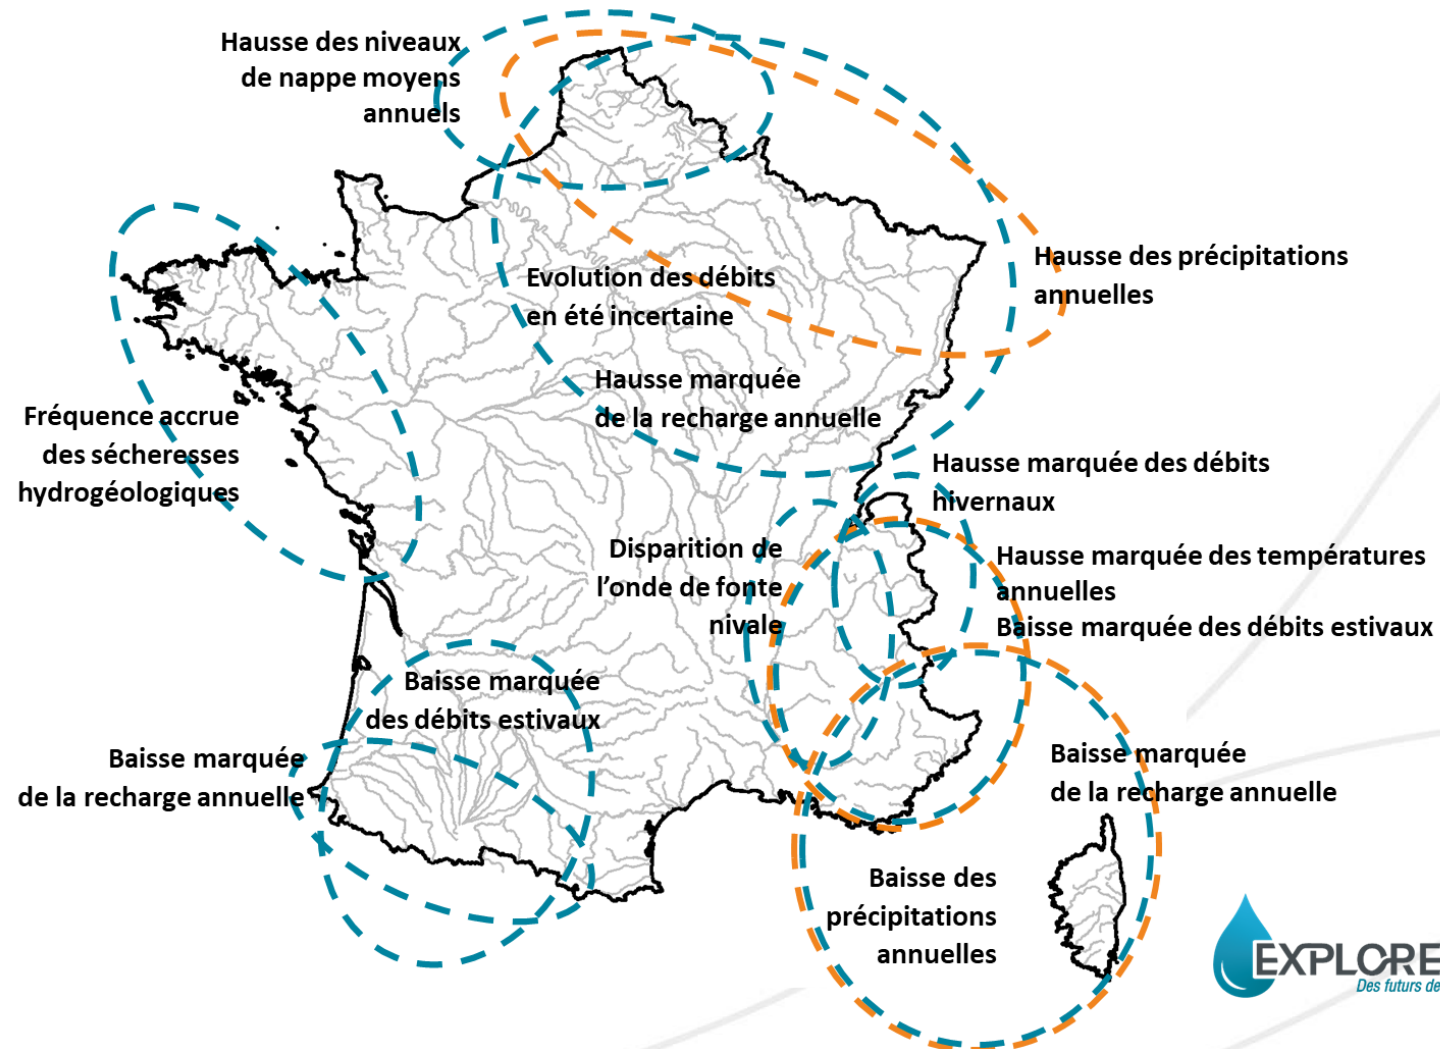 Hausse des niveaux
de nappe moyens
annuels
Hausse des précipitations
annuelles
Evolution des débits
en été incertaine
Hausse marquée
de la recharge annuelle
Fréquence accrue
des sécheresses
hydrogéologiques
Hausse marquée des débits
hivernaux
Disparition de
l'onde de fonte
nivale
Hausse marquée des températures
annuelles
Baisse marquée des débits estivaux
Baisse marquée
des débits estivaux
Baisse marquée
de la recharge annuelle
Baisse marquée
de la recharge annuelle
Baisse des
précipitations
annuelles
EXPLORE
Des futurs de